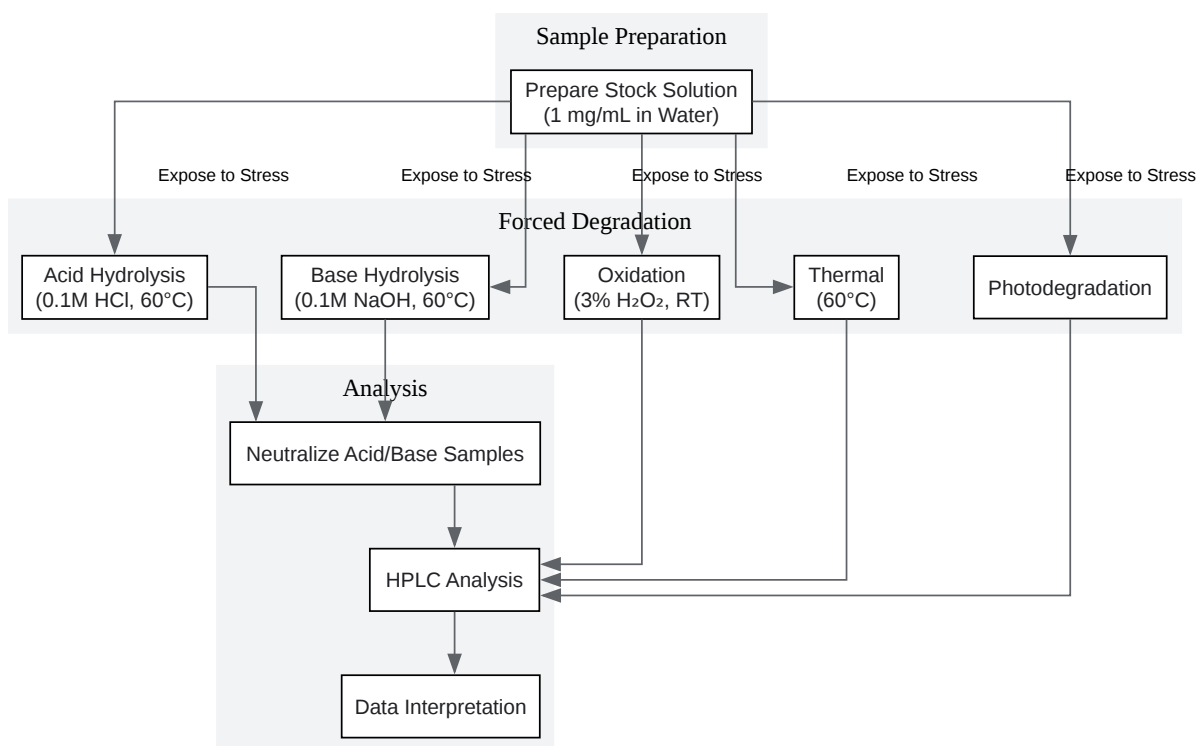 Sample Preparation
Prepare Stock Solution
(1 mg/mL in Water)
Expose to Stress
Expose to Stress
Expose to Stress
Expose to Stress
Expose to Stress
Forced Degradation
Acid Hydrolysis
(0.1M HCl, 60°C)
Base Hydrolysis
(0.1M NaOH, 60°C)
Oxidation
(3% H₂O₂, RT)
Thermal
(60°C)
Photodegradation
Analysis
Neutralize Acid/Base Samples
HPLC Analysis
Data Interpretation